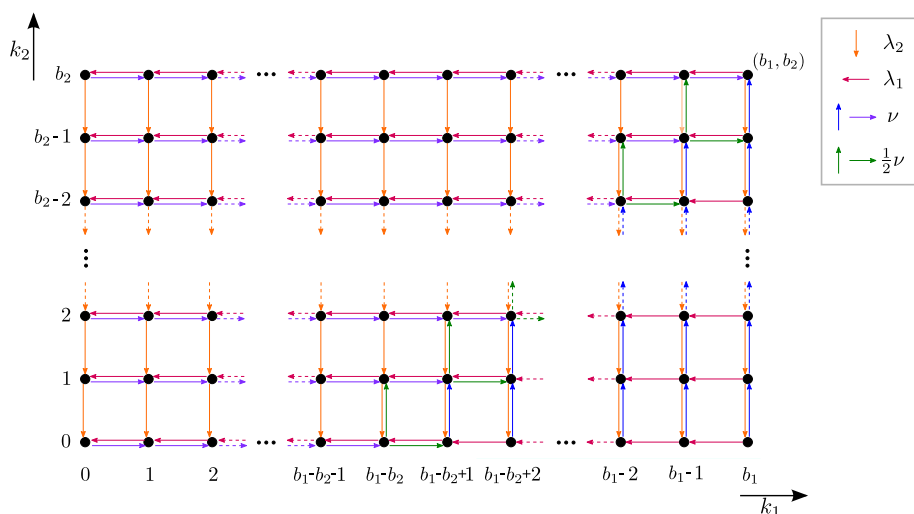 k₂
b₂
(b₁, b₂)
b₂-1
b₂-2
2
1
0
0 1 2 b₁-b₂-1 b₁-b₂ b₁-b₂+1 b₁-b₂+2 b₁-2 b₁-1 b₁
k₁
λ₂
λ₁
ν
½ν